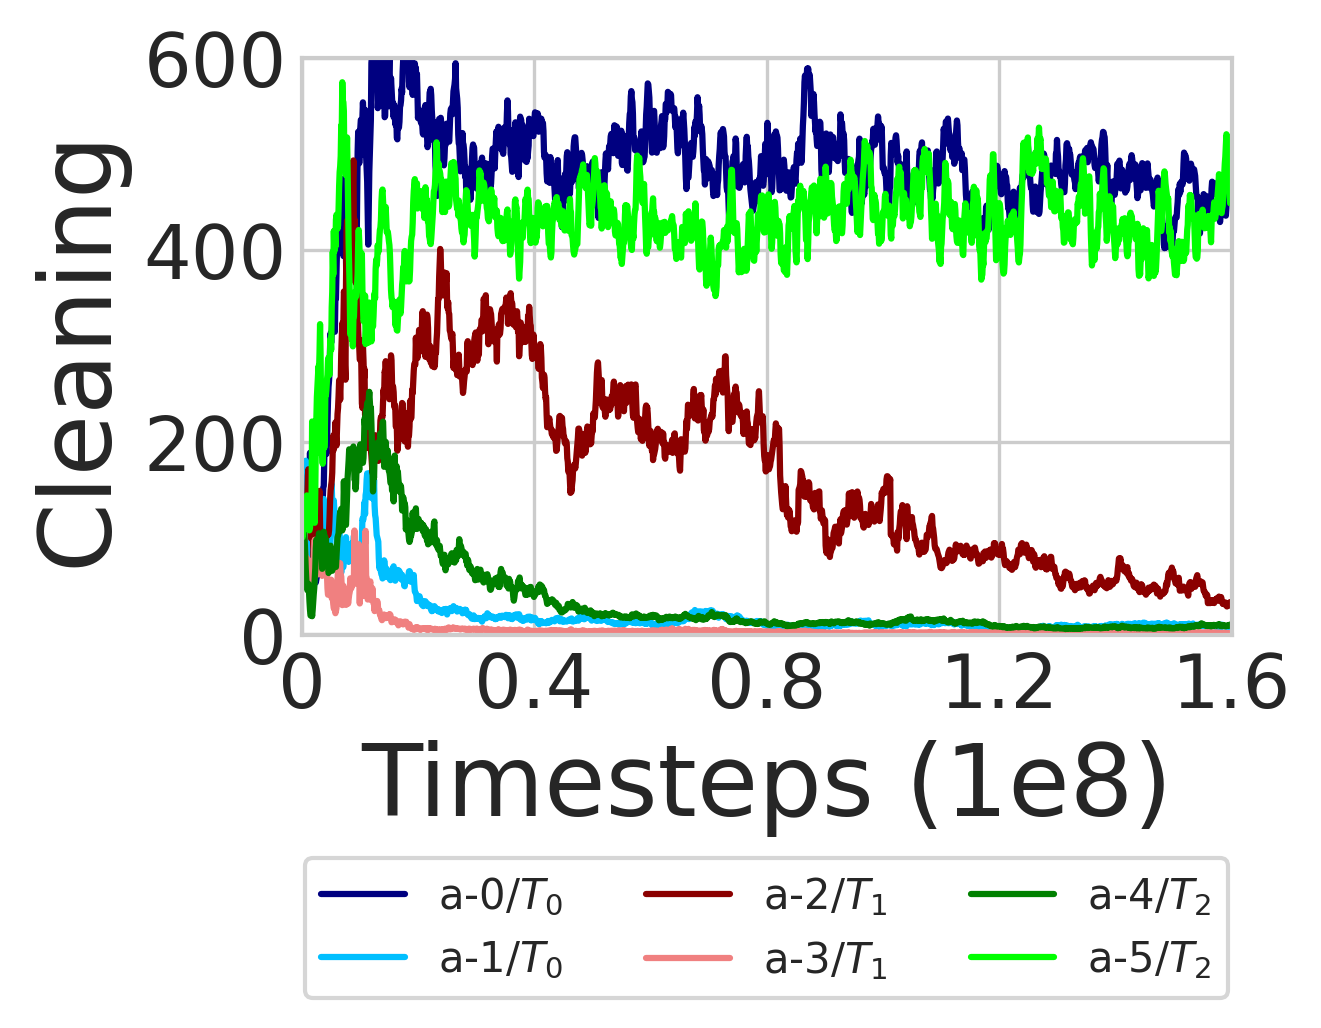 Cleaning
600
400
200
0
0 0.4 0.8 1.2 1.6
Timesteps (1e8)
a-0/T₀ a-2/T₁ a-4/T₂
a-1/T₀ a-3/T₁ a-5/T₂